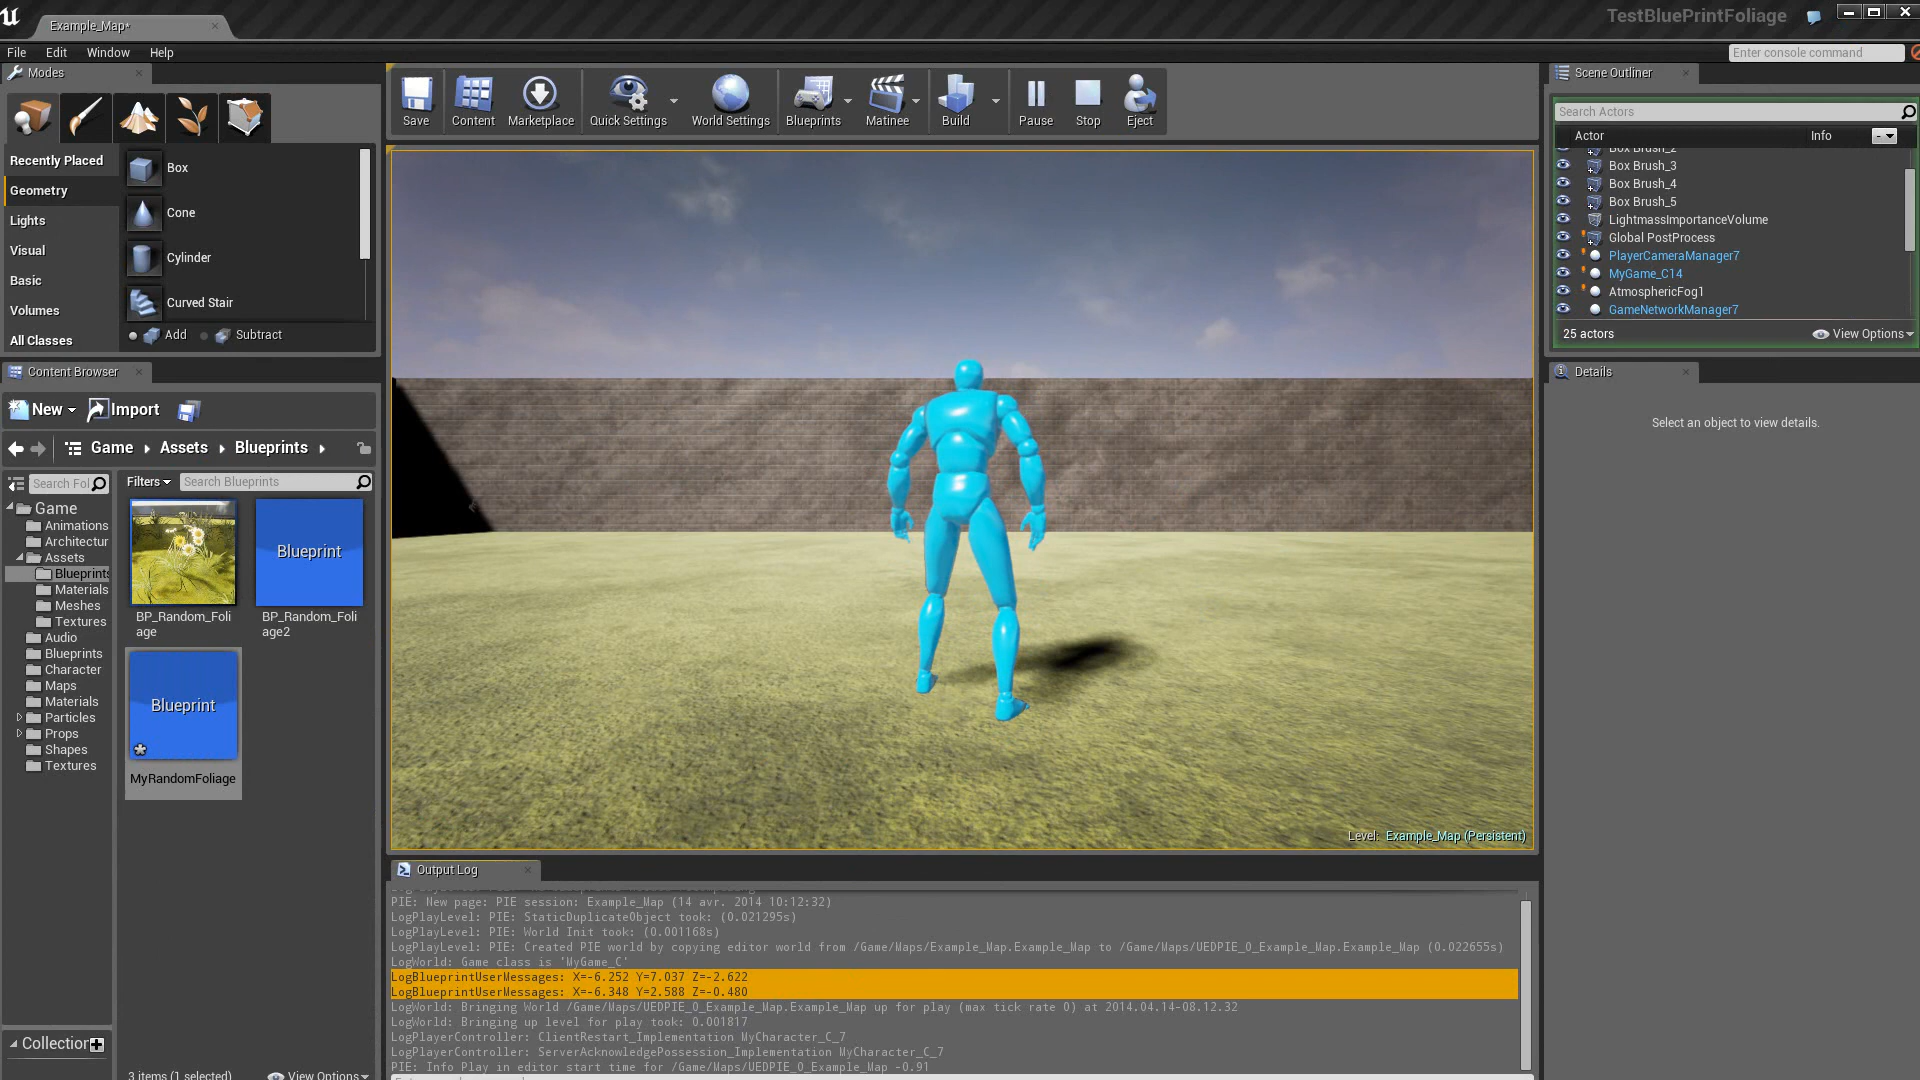 Example_Map*
TestBluePrintFoliage
File Edit Window Help
Enter console command
Modes
Recently Placed
Geometry
Lights
Visual
Basic
Volumes
All Classes
Box
Cone
Cylinder
Curved Stair
Add Subtract
Save Content Marketplace Quick Settings World Settings Blueprints Matinee Build Pause Stop Eject
Scene Outliner
Search Actors
Actor Info
Box Brush_2
Box Brush_3
Box Brush_4
Box Brush_5
LightmassImportanceVolume
Global PostProcess
PlayerCameraManager7
MyGame_C14
AtmosphericFog1
GameNetworkManager7
25 actors View Options
Details
Select an object to view details.
Content Browser
New Import
Game Assets Blueprints
Search Fol
Filters Search Blueprints
Game
Animations
Architectur
Assets
Blueprints
Materials
Meshes
Textures
Audio
Blueprints
Character
Maps
Materials
Particles
Props
Shapes
Textures
Collection
BP_Random_Foli
age
Blueprint
BP_Random_Foli
age2
Blueprint
MyRandomFoliage
3 items (1 selected) View Options
Level: Example_Map (Persistent)
Output Log
PIE: New page: PIE session: Example_Map (14 avr. 2014 10:12:32)
LogPlayLevel: PIE: StaticDuplicateObject took: (0.021295s)
LogPlayLevel: PIE: World Init took: (0.001168s)
LogPlayLevel: PIE: Created PIE world by copying editor world from /Game/Maps/Example_Map.Example_Map to /Game/Maps/UEDPIE_0_Example_Map.Example_Map (0.022655s)
LogWorld: Game class is 'MyGame_C'
LogBlueprintUserMessages: X=-6.252 Y=7.037 Z=-2.622
LogBlueprintUserMessages: X=-6.348 Y=2.588 Z=-0.480
LogWorld: Bringing World /Game/Maps/UEDPIE_0_Example_Map.Example_Map up for play (max tick rate 0) at 2014.04.14-08.12.32
LogWorld: Bringing up level for play took: 0.001817
LogPlayerController: ClientRestart_Implementation MyCharacter_C_7
LogPlayerController: ServerAcknowledgePossession_Implementation MyCharacter_C_7
PIE: Info Play in editor start time for /Game/Maps/UEDPIE_0_Example_Map -0.91